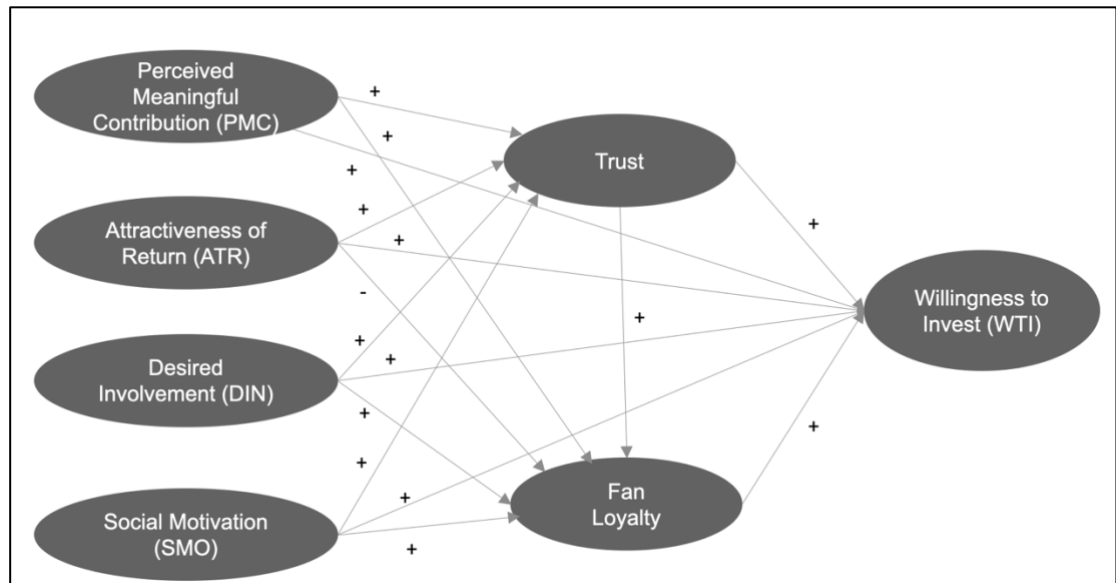 Perceived
Meaningful
Contribution (PMC)
+
+
Trust
+
+
Attractiveness of
Return (ATR)
+
+
-
+
Willingness to
Invest (WTI)
Desired
Involvement (DIN)
+
+
+
+
+
Fan
Loyalty
+
Social Motivation
(SMO)
+